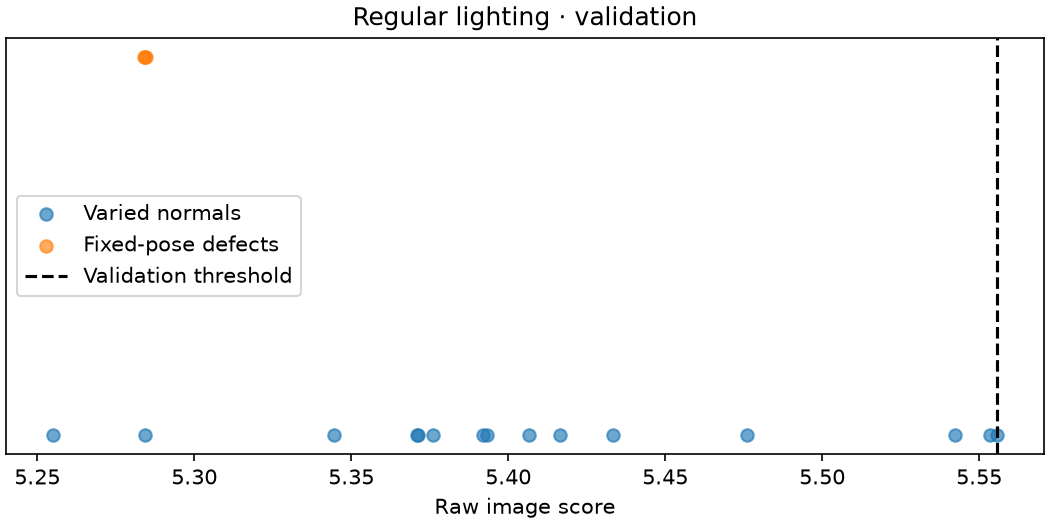 Regular lighting · validation
Varied normals
Fixed-pose defects
Validation threshold
5.25 5.30 5.35 5.40 5.45 5.50 5.55
Raw image score